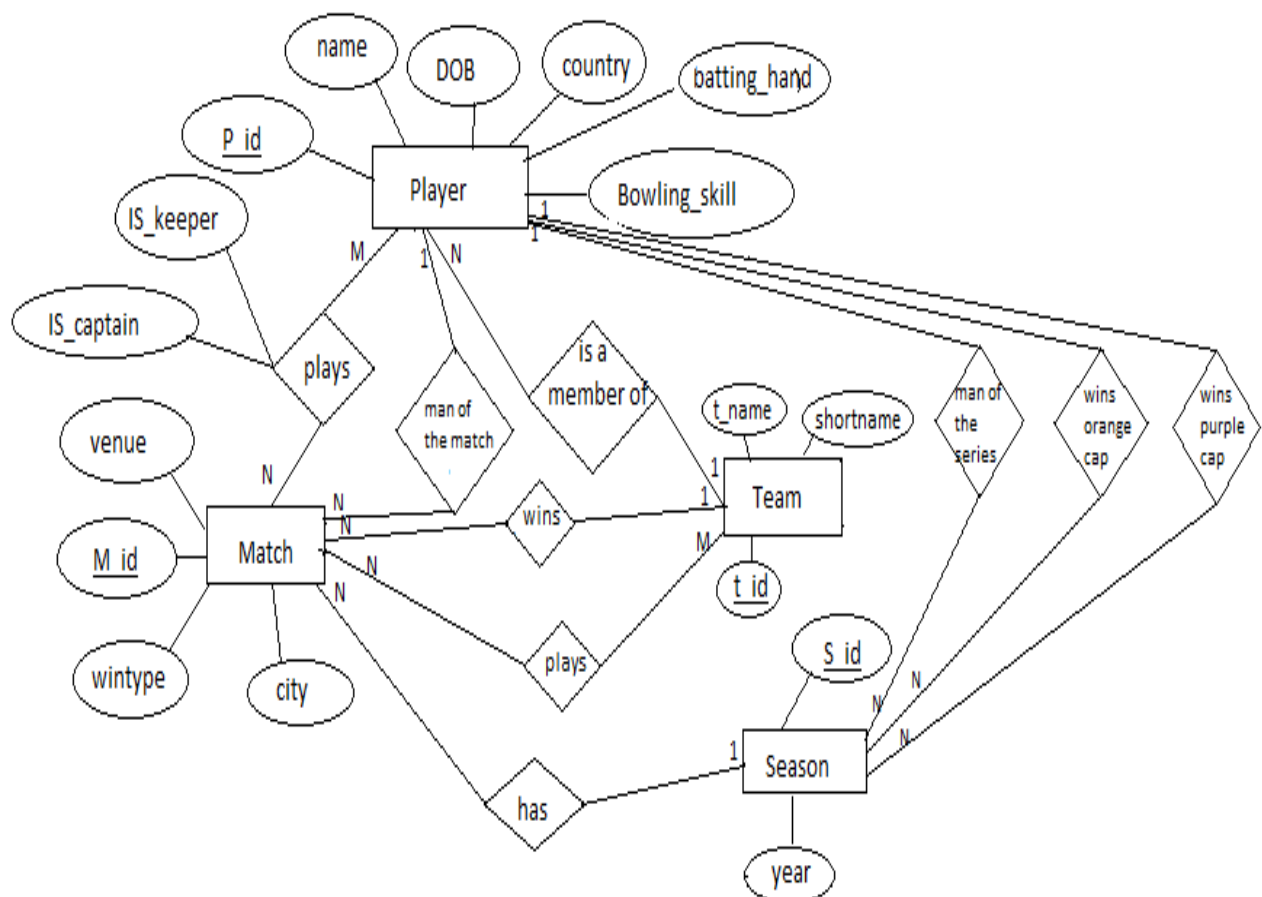 name
DOB
country
batting_hand
P_id
Player
Bowling_skill
IS_keeper
IS_captain
M
1
N
1
1
plays
man of
the match
is a
member of
t_name
shortname
man of
the
series
wins
orange
cap
wins
purple
cap
venue
N
N
N
wins
1
1
Team
M_id
Match
N
N
M
t_id
wintype
city
plays
S_id
N
N
N
has
1
Season
year